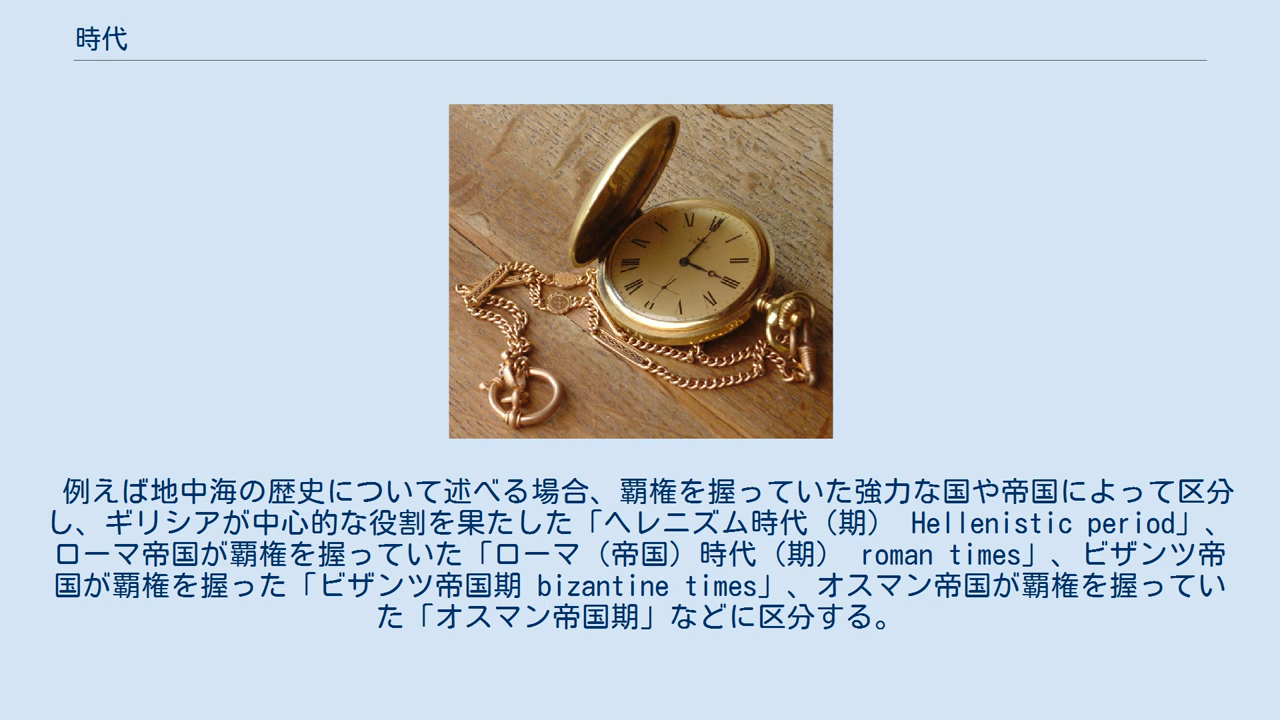 時代
例えば地中海の歴史について述べる場合、覇権を握っていた強力な国や帝国によって区分
し、ギリシアが中心的な役割を果たした「ヘレニズム時代（期） Hellenistic period」、
ローマ帝国が覇権を握っていた「ローマ（帝国）時代（期） roman times」、ビザンツ帝
国が覇権を握った「ビザンツ帝国期 bizantine times」、オスマン帝国が覇権を握ってい
た「オスマン帝国期」などに区分する。